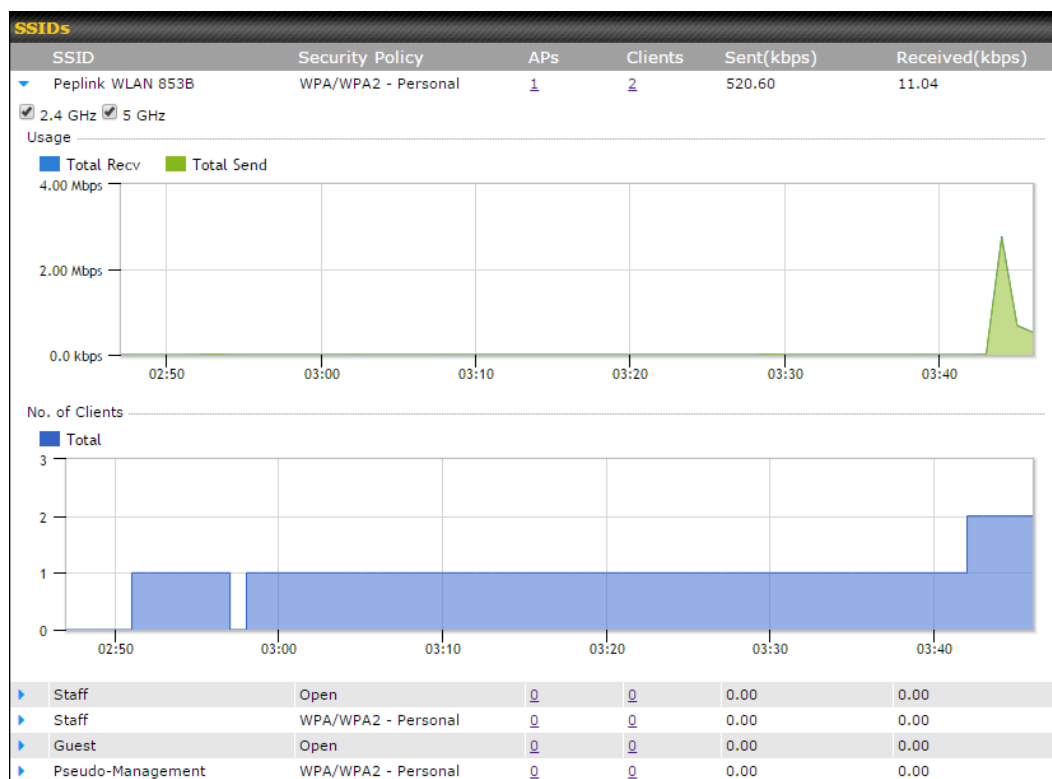 SSIDs
SSID Security Policy APs Clients Sent(kbps) Received(kbps)
Peplink WLAN 853B WPA/WPA2 - Personal 1 2 520.60 11.04
2.4 GHz 5 GHz
Usage
Total Recv Total Send
4.00 Mbps
2.00 Mbps
0.0 kbps
02:50 03:00 03:10 03:20 03:30 03:40
No. of Clients
Total
3
2
1
0
02:50 03:00 03:10 03:20 03:30 03:40
Staff Open 0 0 0.00 0.00
Staff WPA/WPA2 - Personal 0 0 0.00 0.00
Guest Open 0 0 0.00 0.00
Pseudo-Management WPA/WPA2 - Personal 0 0 0.00 0.00